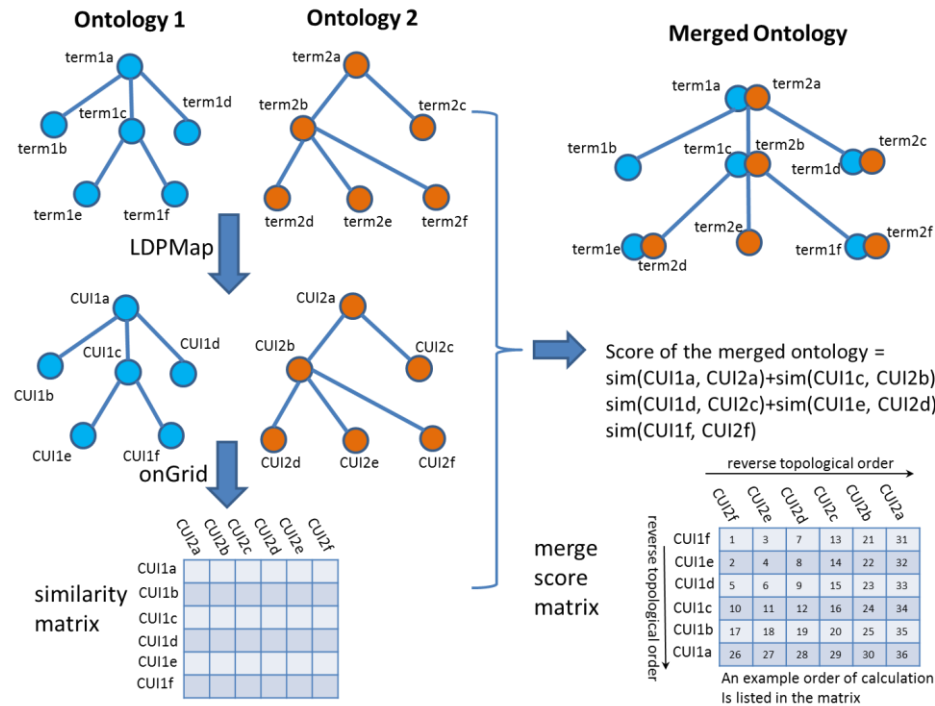 Ontology 1
term1a
term1b
term1c
term1d
term1e
term1f
Ontology 2
term2a
term2b
term2c
term2d
term2e
term2f
LDPMap
CUI1a
CUI1b
CUI1c
CUI1d
CUI1e
CUI1f
CUI2a
CUI2b
CUI2c
CUI2d
CUI2e
CUI2f
onGrid
similarity
matrix
CUI2a CUI2b CUI2c CUI2d CUI2e CUI2f
CUI1a
CUI1b
CUI1c
CUI1d
CUI1e
CUI1f
Merged Ontology
term1a term2a
term1b
term1c term2b
term1d term2c
term1e term2d
term2e
term1f term2f
Score of the merged ontology =
sim(CUI1a, CUI2a)+sim(CUI1c, CUI2b)
sim(CUI1d, CUI2c)+sim(CUI1e, CUI2d)
sim(CUI1f, CUI2f)
merge
score
matrix
reverse topological order
reverse topological order
CUI2f CUI2e CUI2d CUI2c CUI2b CUI2a
CUI1f 1 3 7 13 21 31
CUI1e 2 4 8 14 22 32
CUI1d 5 6 9 15 23 33
CUI1c 10 11 12 16 24 34
CUI1b 17 18 19 20 25 35
CUI1a 26 27 28 29 30 36
An example order of calculation
Is listed in the matrix